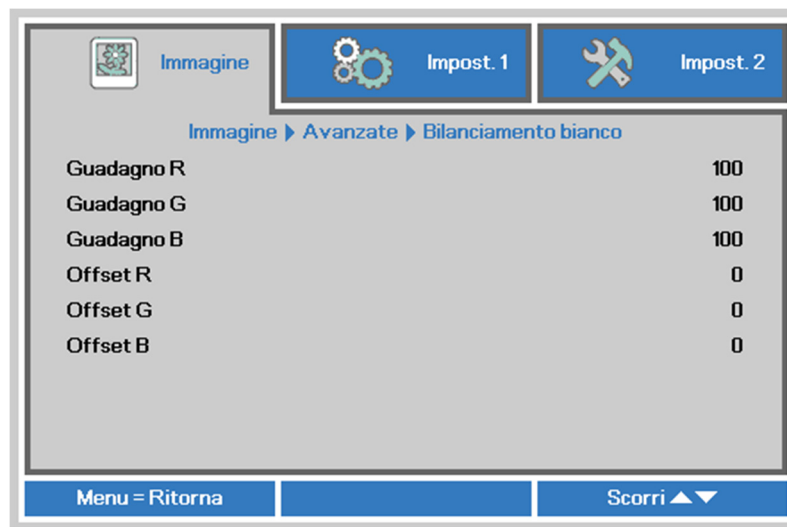 Immagine
Impost. 1
Impost. 2
Immagine Avanzate Bilanciamento bianco
Guadagno R 100
Guadagno G 100
Guadagno B 100
Offset R 0
Offset G 0
Offset B 0
Menu = Ritorna
Scorri